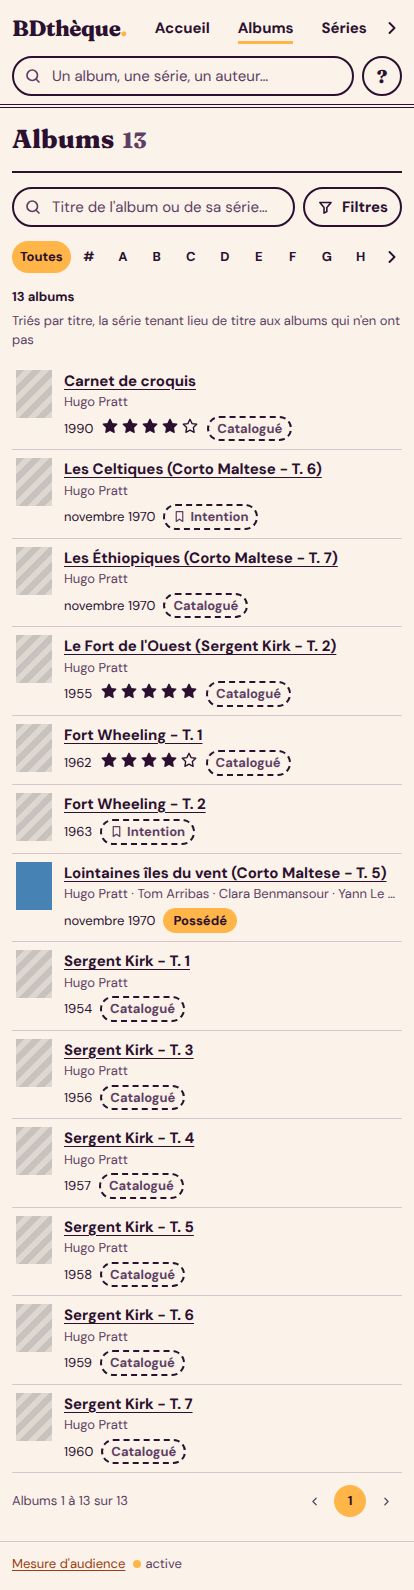 BDthèque.
Accueil Albums Séries
Un album, une série, un auteur...
?
Albums 13
Titre de l'album ou de sa série...
Filtres
Toutes # A B C D E F G H
13 albums
Triés par titre, la série tenant lieu de titre aux albums qui n'en ont
pas
Carnet de croquis
Hugo Pratt
1990 Catalogué
Les Celtiques (Corto Maltese - T. 6)
Hugo Pratt
novembre 1970 Intention
Les Éthiopiques (Corto Maltese - T. 7)
Hugo Pratt
novembre 1970 Catalogué
Le Fort de l'Ouest (Sergent Kirk - T. 2)
Hugo Pratt
1955 Catalogué
Fort Wheeling - T. 1
1962 Catalogué
Fort Wheeling - T. 2
1963 Intention
Lointaines îles du vent (Corto Maltese - T. 5)
Hugo Pratt · Tom Arribas · Clara Benmansour · Yann Le ...
novembre 1970 Possédé
Sergent Kirk - T. 1
Hugo Pratt
1954 Catalogué
Sergent Kirk - T. 3
Hugo Pratt
1956 Catalogué
Sergent Kirk - T. 4
Hugo Pratt
1957 Catalogué
Sergent Kirk - T. 5
Hugo Pratt
1958 Catalogué
Sergent Kirk - T. 6
Hugo Pratt
1959 Catalogué
Sergent Kirk - T. 7
Hugo Pratt
1960 Catalogué
Albums 1 à 13 sur 13
1
Mesure d'audience active